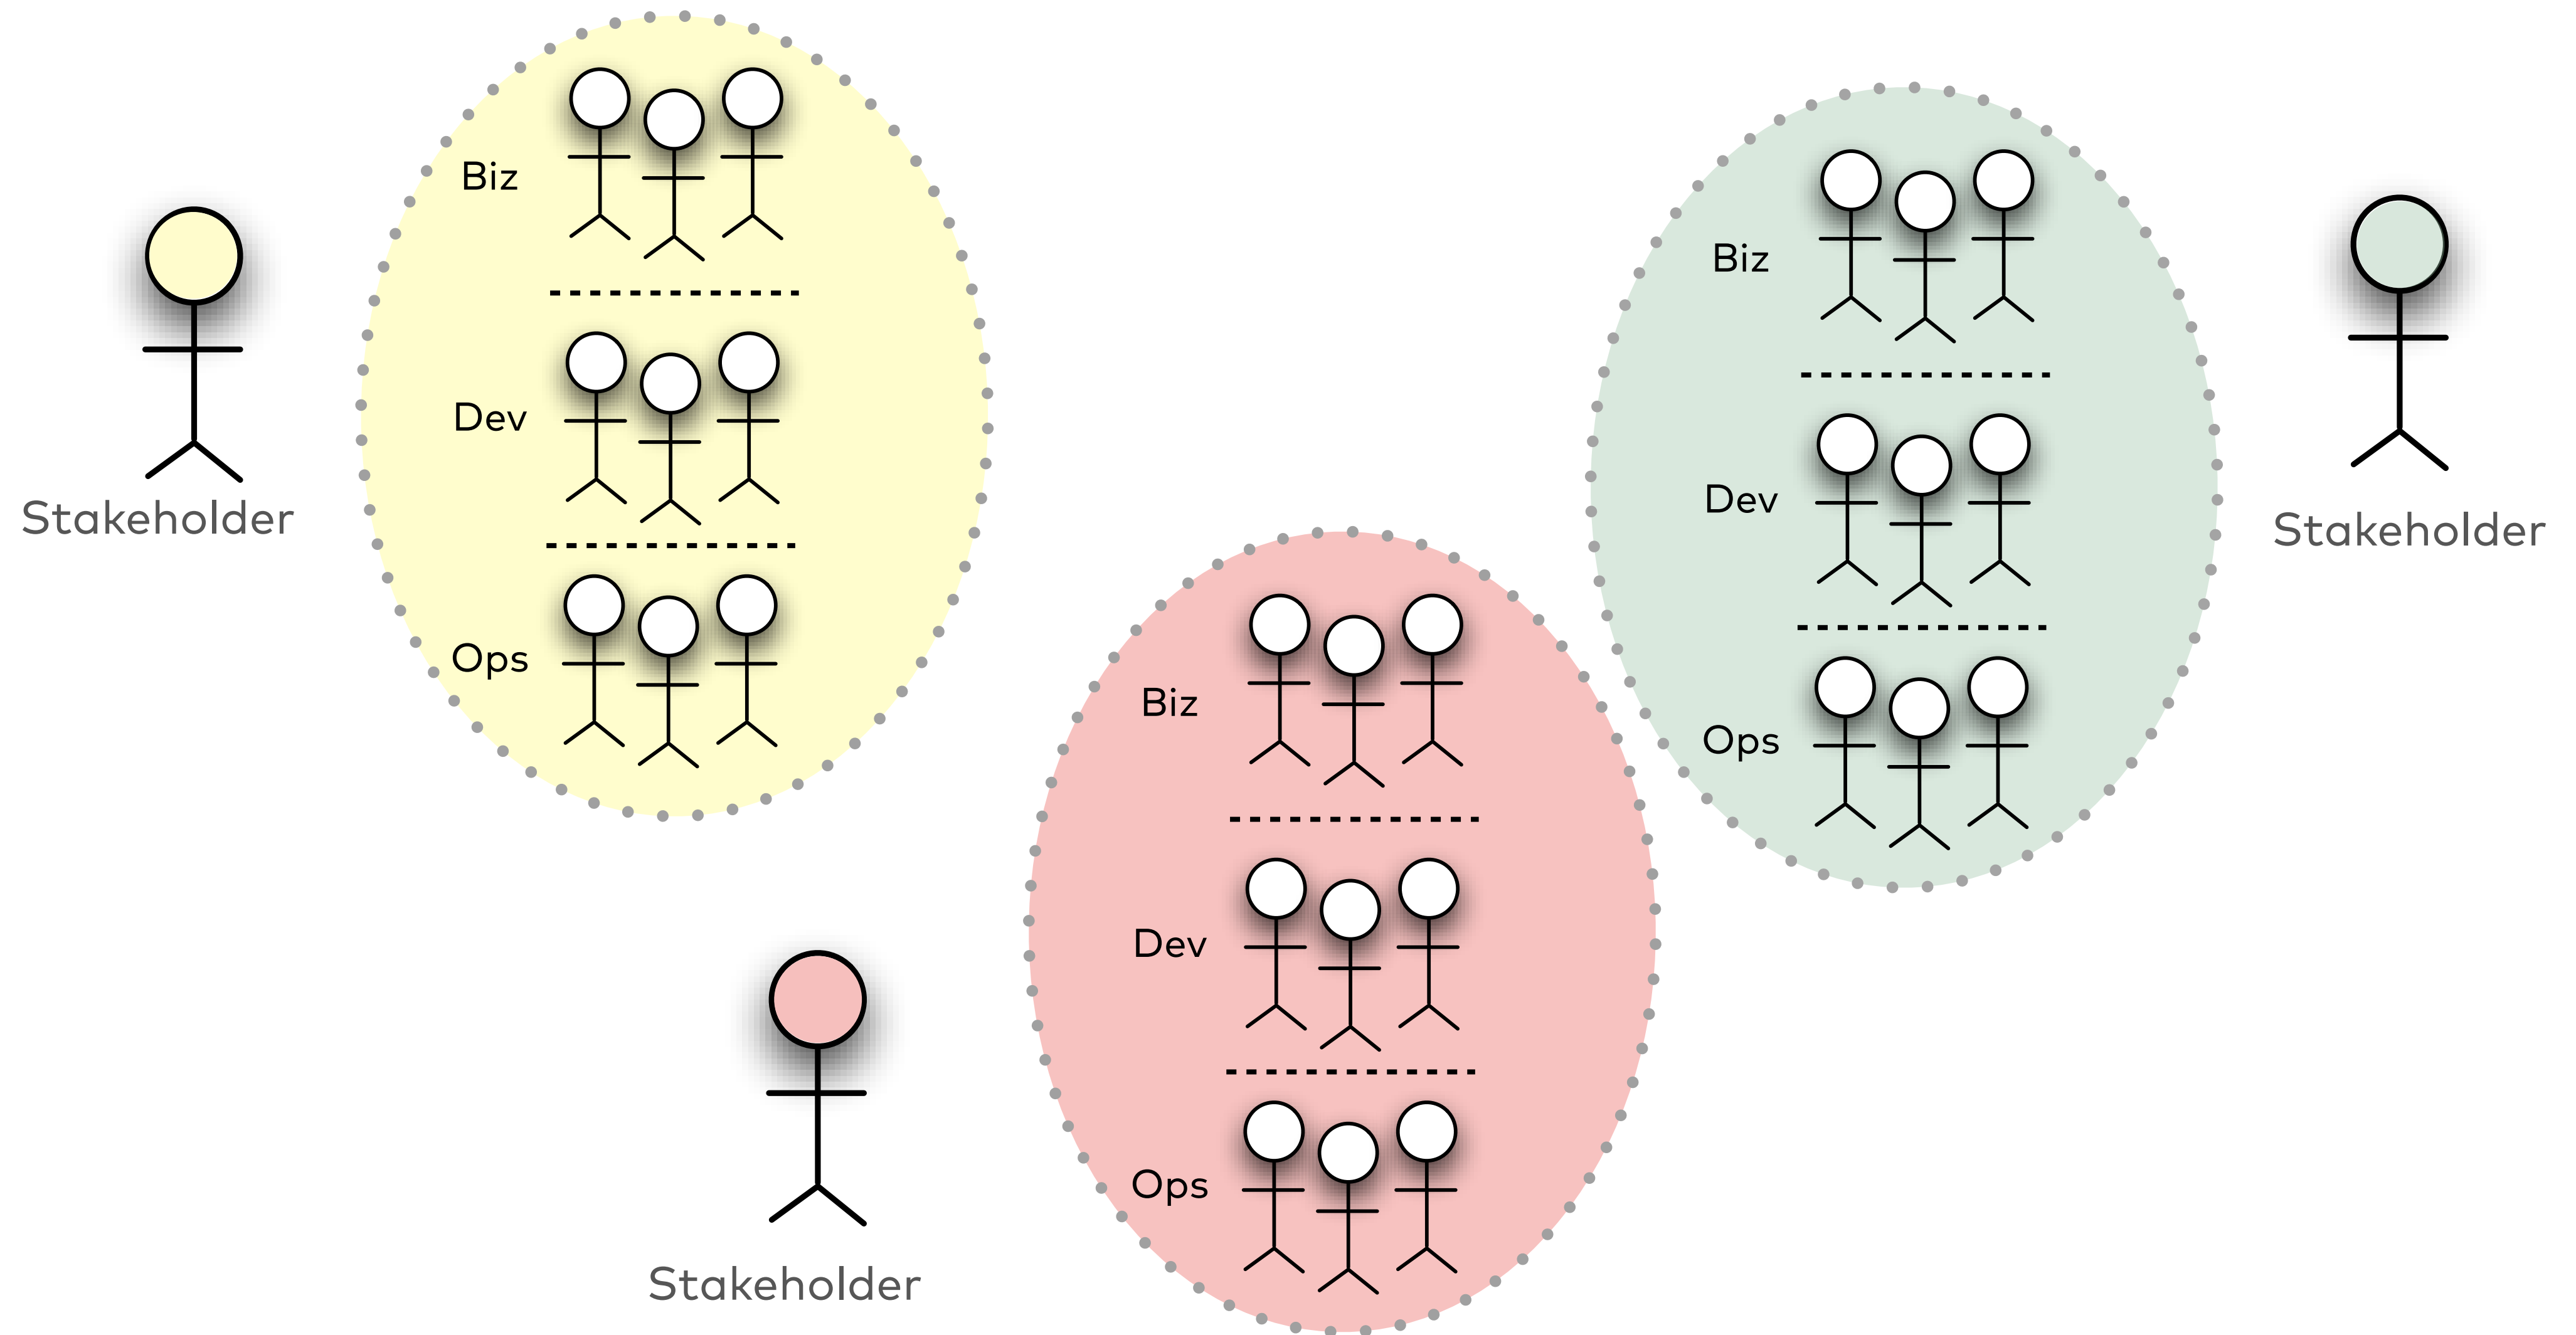 Stakeholder
Biz
Dev
Ops
Stakeholder
Biz
Dev
Ops
Biz
Dev
Ops
Stakeholder